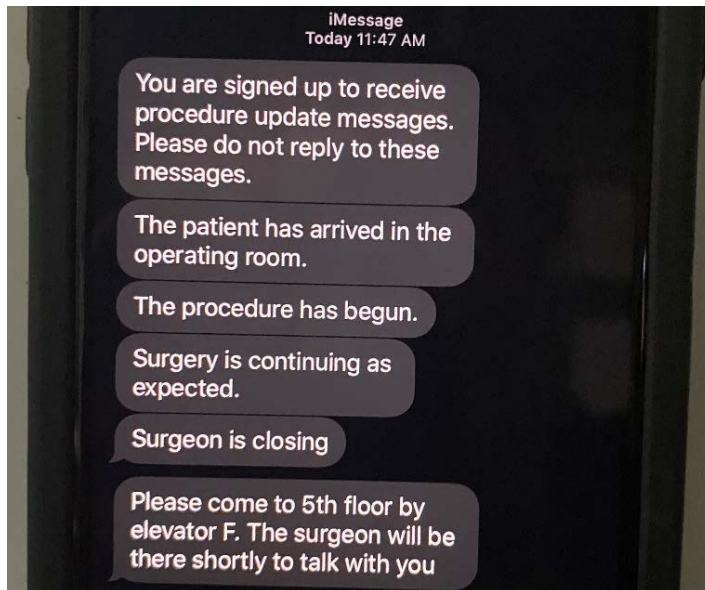 iMessage
Today 11:47 AM
You are signed up to receive
procedure update messages.
Please do not reply to these
messages.
The patient has arrived in the
operating room.
The procedure has begun.
Surgery is continuing as
expected.
Surgeon is closing
Please come to 5th floor by
elevator F. The surgeon will be
there shortly to talk with you